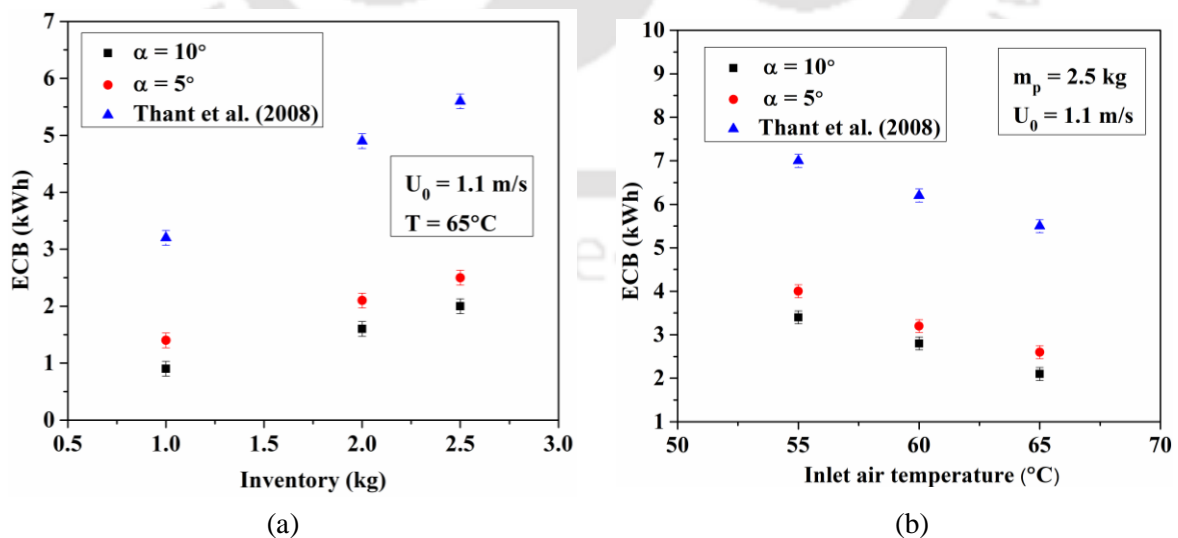 7
6
5
4
3
2
1
0
ECB (kWh)
α = 10°
α = 5°
Thant et al. (2008)
U₀ = 1.1 m/s
T = 65°C
0.5 1.0 1.5 2.0 2.5 3.0
Inventory (kg)
(a)
10
9
8
7
6
5
4
3
2
1
ECB (kWh)
α = 10°
α = 5°
Thant et al. (2008)
mₚ = 2.5 kg
U₀ = 1.1 m/s
50 55 60 65 70
Inlet air temperature (°C)
(b)